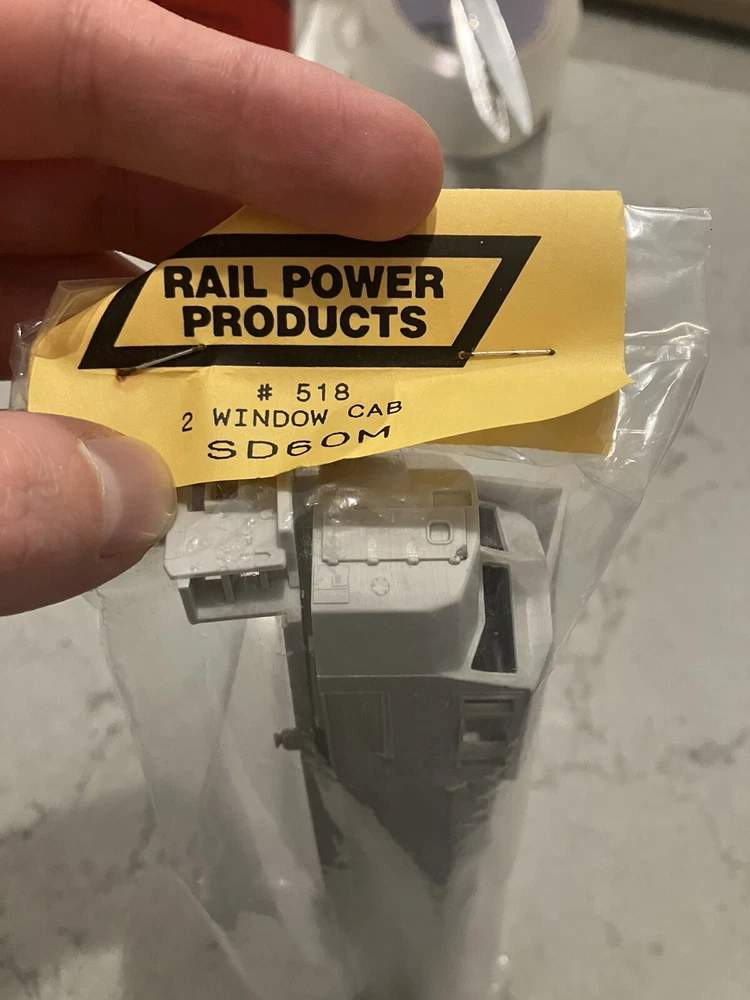 RAIL POWER
PRODUCTS
# 518
2 WINDOW CAB
SD60M